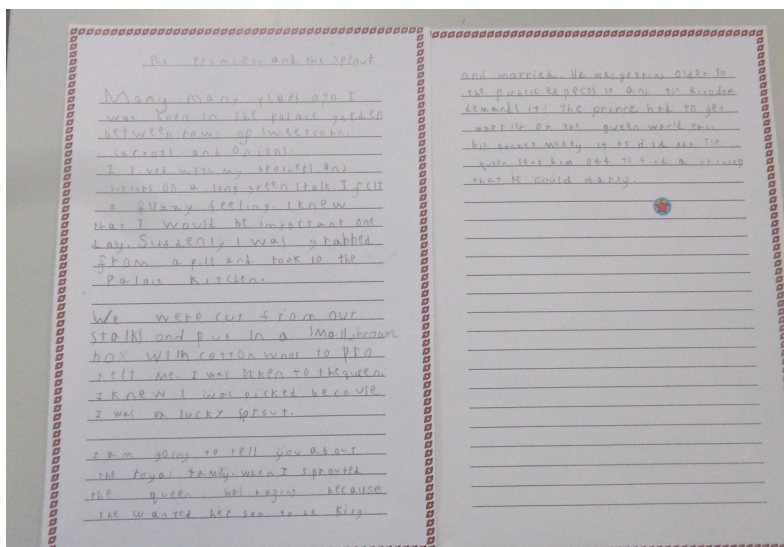 The Princess and the Sprout
Many many years ago I
was born in the palace garden
between rows of sweetcorn,
carrots and onions.
I lived with my brothers and
sisters on a long green stalk. I felt
a fuzzy feeling. I knew
that I would be important one
day. Suddenly I was grabbed
from a pile and took to the
Palace kitchen.
We were cut from our
stalks and put in a small, brown
box with cotton wool to pro
tect me. I was taken to the queen.
I knew I was picked because
I was a lucky sprout.
I am going to tell you about
the royal family. when I sprouted
the queen was because
she wanted her son to be King
and married. He was getting older so
the public expects it and the kingdom
demands it! The prince had to get
married or the queen would
his pocket money if he did not. The
queen sent him off to find a princess
that he could marry.